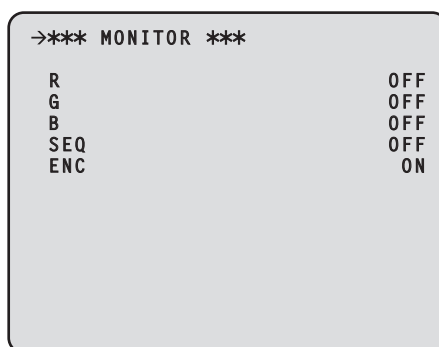 →*** MONITOR ***
R OFF
G OFF
B OFF
SEQ OFF
ENC ON